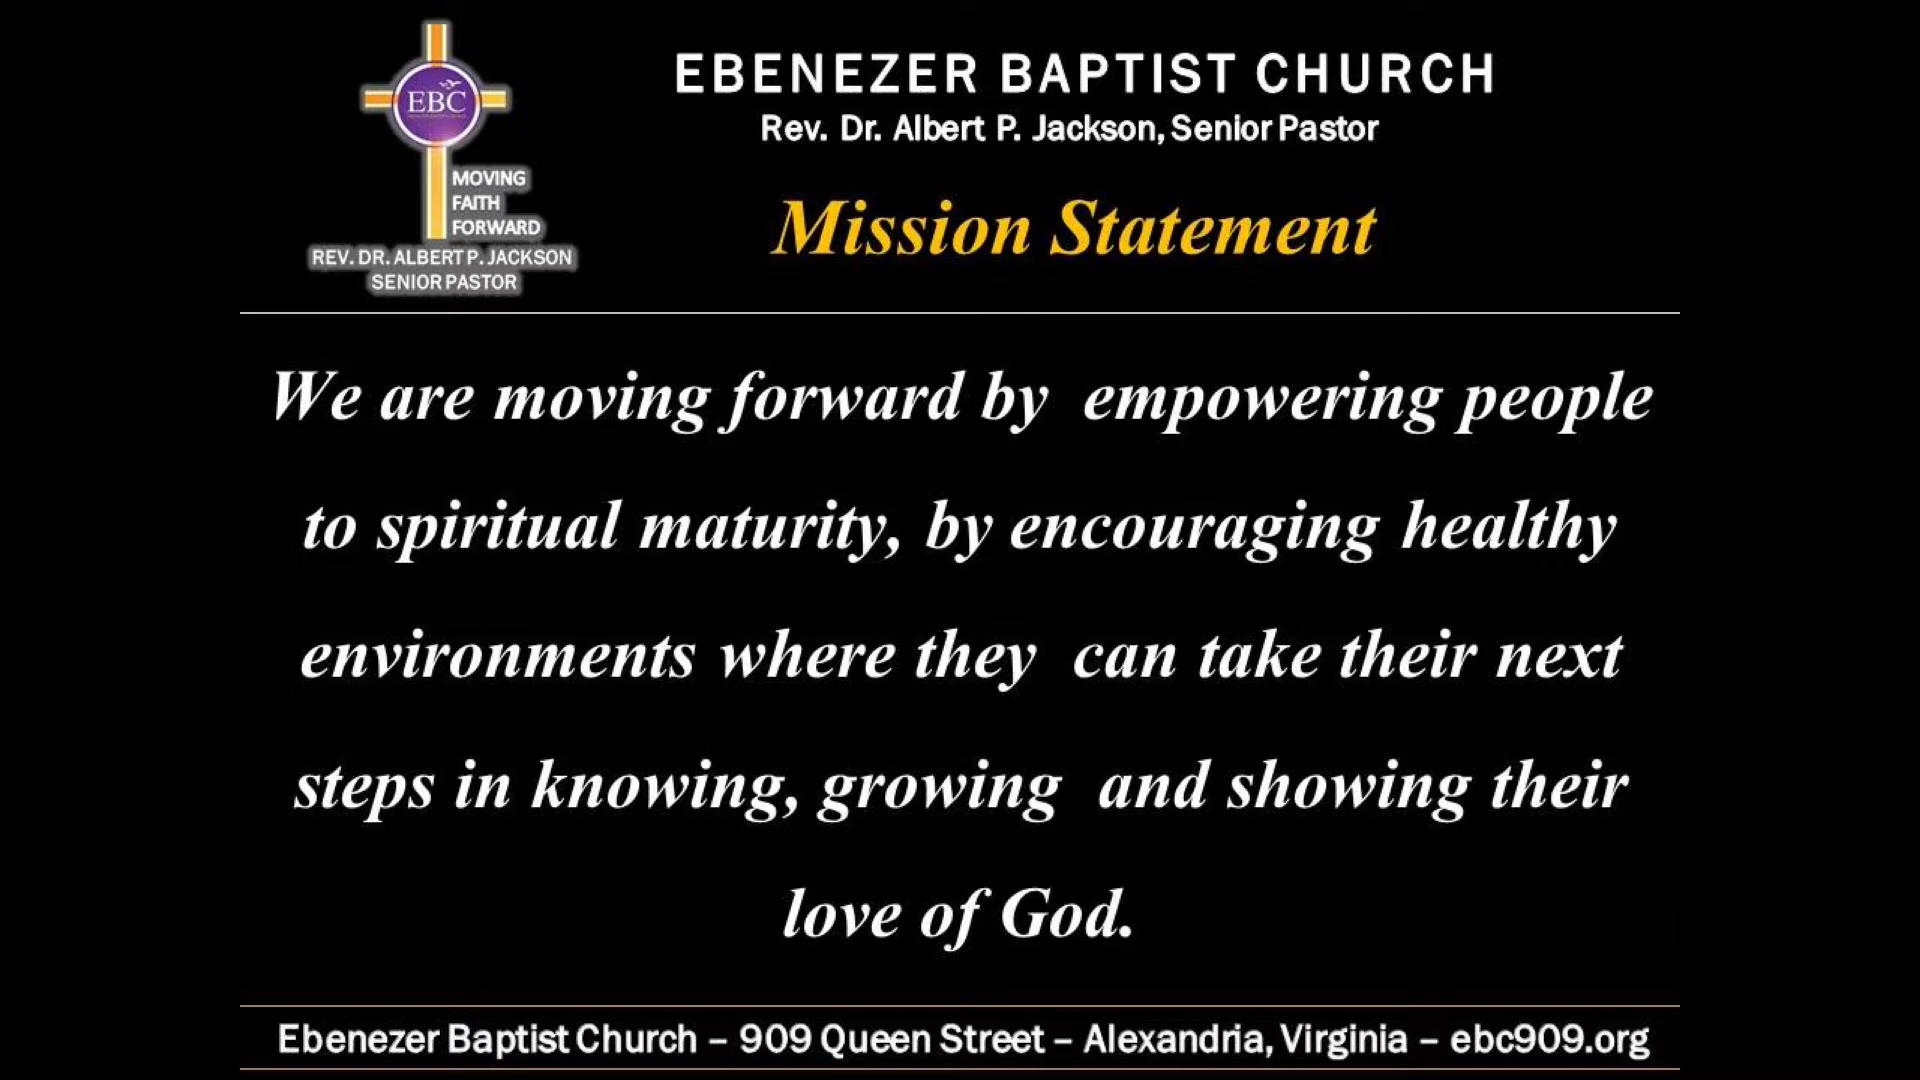 EBC
MOVING
FAITH
FORWARD
REV. DR. ALBERT P. JACKSON
SENIOR PASTOR
EBENEZER BAPTIST CHURCH
Rev. Dr. Albert P. Jackson, Senior Pastor
Mission Statement
We are moving forward by empowering people
to spiritual maturity, by encouraging healthy
environments where they can take their next
steps in knowing, growing and showing their
love of God.
Ebenezer Baptist Church – 909 Queen Street – Alexandria, Virginia – ebc909.org